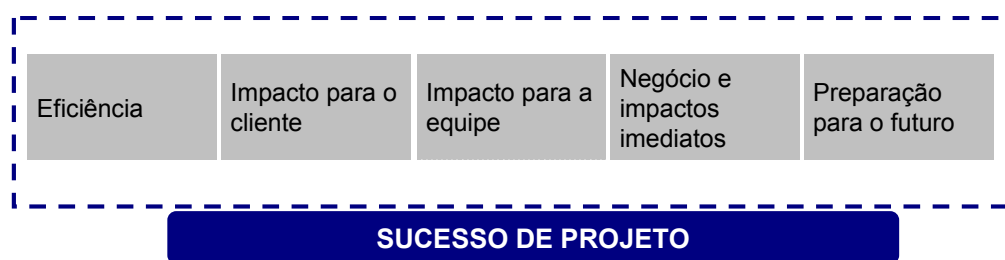 Eficiência
Impacto para o
cliente
Impacto para a
equipe
Negócio e
impactos
imediatos
Preparação
para o futuro
SUCESSO DE PROJETO